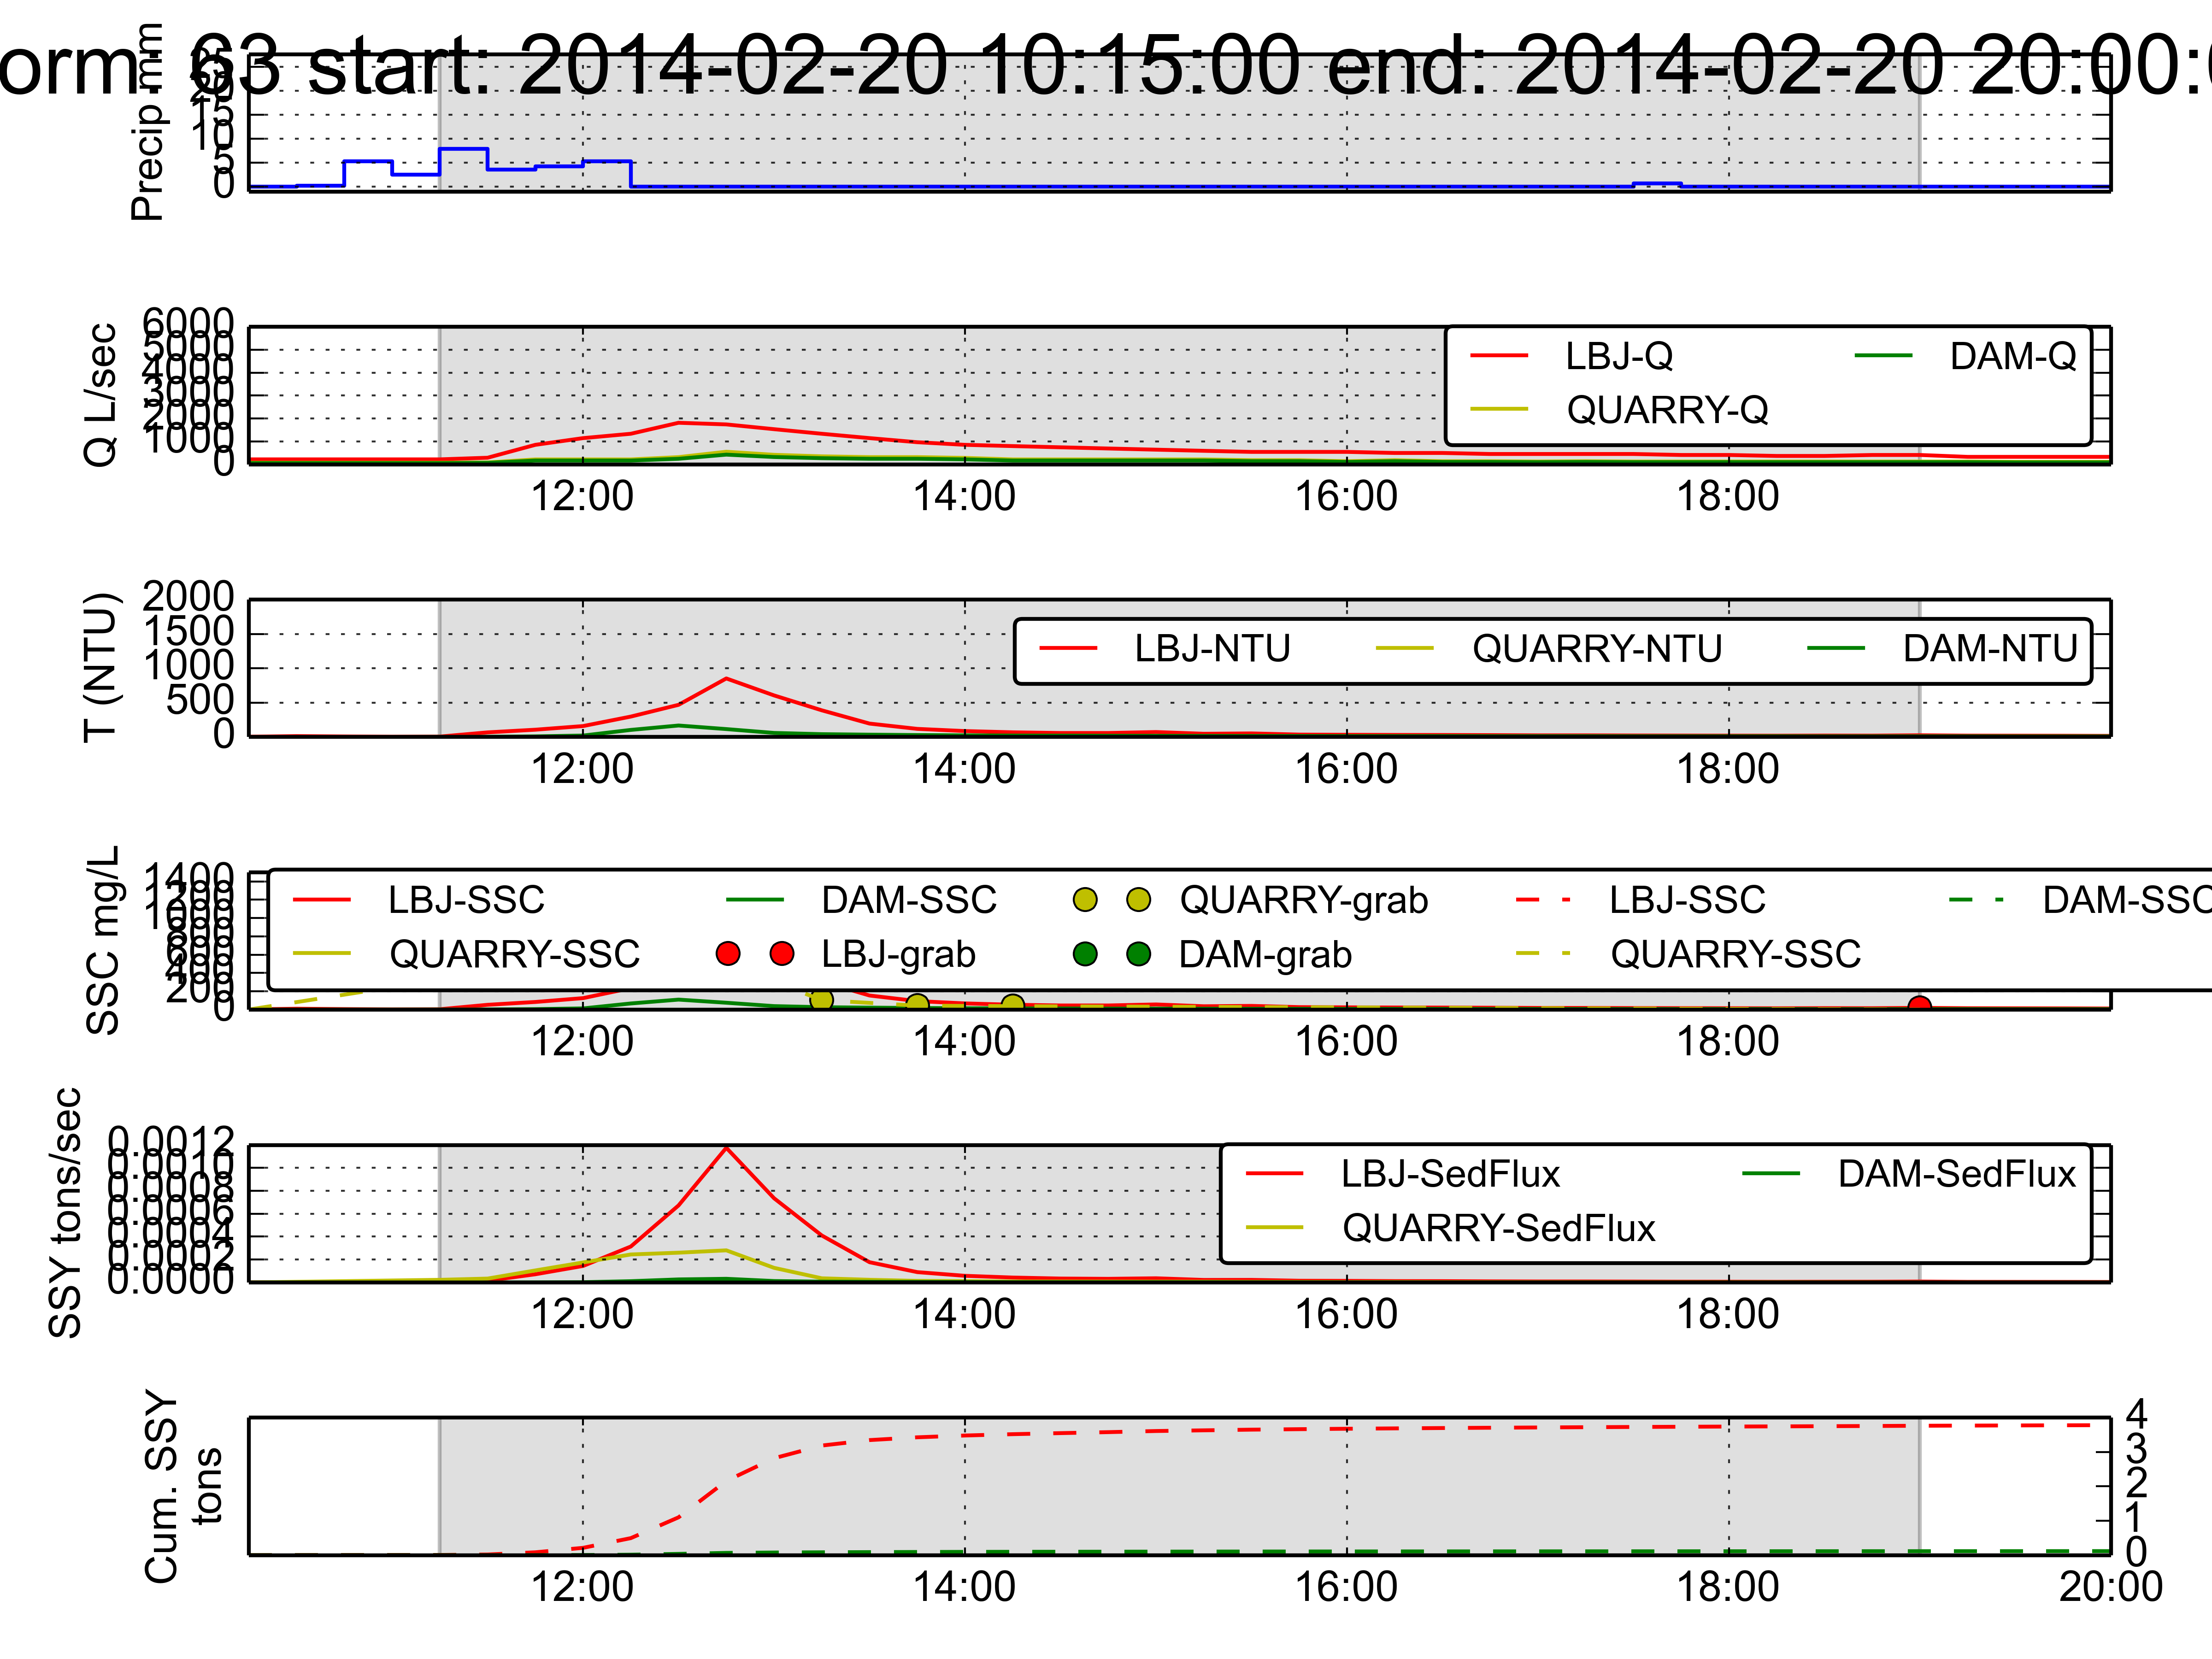 orm: 63 start: 2014-02-20 10:15:00 end: 2014-02-20 20:00:0
Precip mm
15
10
5
0
Q L/sec
6000
5000
4000
3000
2000
1000
0
LBJ-Q DAM-Q
QUARRY-Q
12:00 14:00 16:00 18:00
T (NTU)
2000
1500
1000
500
0
LBJ-NTU QUARRY-NTU DAM-NTU
12:00 14:00 16:00 18:00
SSC mg/L
1400
1200
1000
800
600
400
200
0
LBJ-SSC DAM-SSC QUARRY-grab LBJ-SSC DAM-SSC
QUARRY-SSC LBJ-grab DAM-grab QUARRY-SSC
12:00 14:00 16:00 18:00
SSY tons/sec
0.0012
0.0010
0.0008
0.0006
0.0004
0.0002
0.0000
LBJ-SedFlux DAM-SedFlux
QUARRY-SedFlux
12:00 14:00 16:00 18:00
Cum. SSY
tons
4
3
2
1
0
12:00 14:00 16:00 18:00 20:00